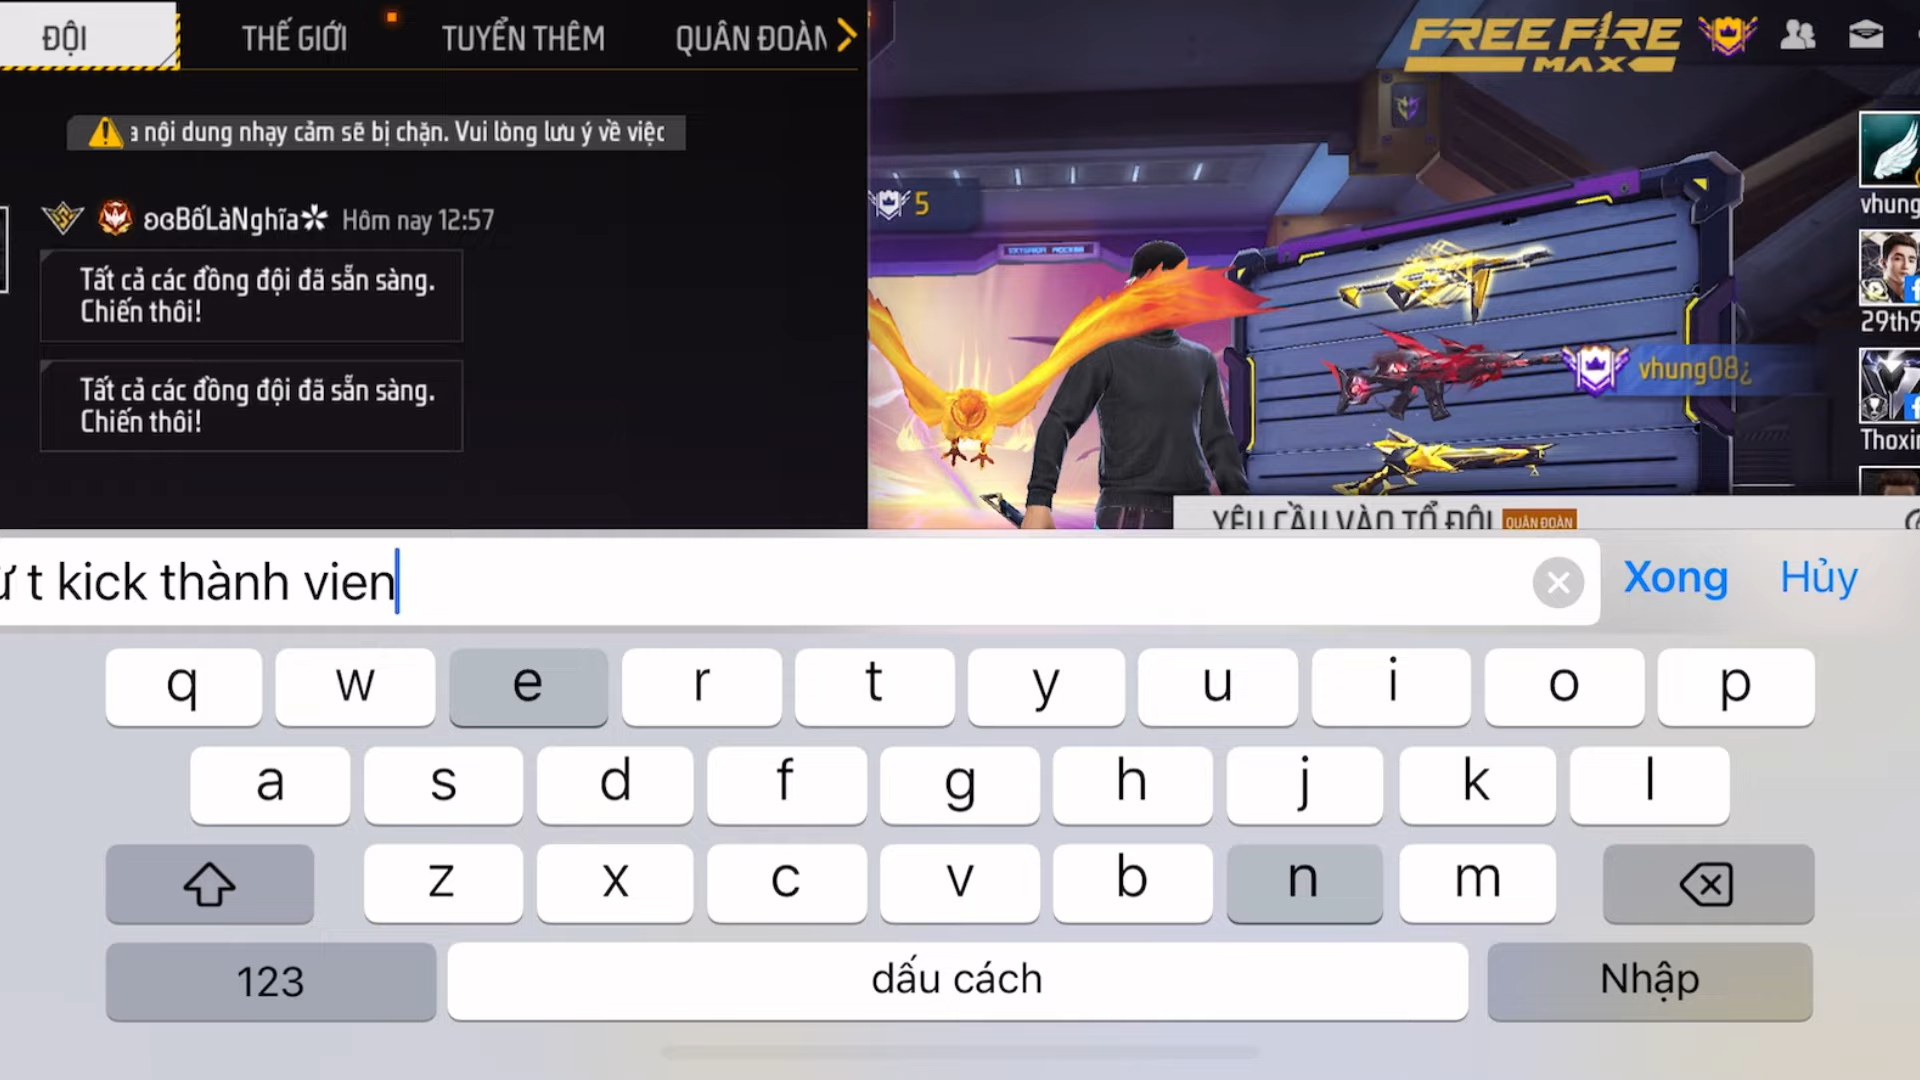 ĐỘI
THẾ GIỚI
TUYỂN THÊM
QUÂN ĐOÀN
FREE FIRE
MAX
a nội dung nhạy cảm sẽ bị chặn. Vui lòng lưu ý về việc
ʚɞBốLàNghĩa✲ Hôm nay 12:57
Tất cả các đồng đội đã sẵn sàng.
Chiến thôi!
Tất cả các đồng đội đã sẵn sàng.
Chiến thôi!
5
vhung08¿
vhung
29th9
Thoxin
YÊU CẦU VÀO TỔ ĐỘI
QUÂN ĐOÀN
ừ t kick thành vien
Xong
Hủy
q w e r t y u i o p
a s d f g h j k l
z x c v b n m
123
dấu cách
Nhập